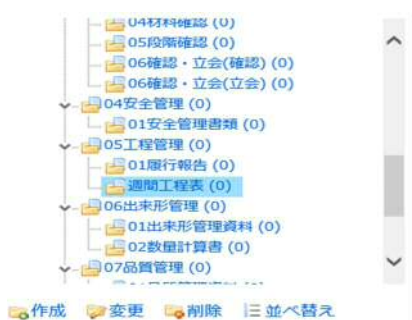 04材料確認 (0)
05段階確認 (0)
06確認・立会(確認) (0)
06確認・立会(立会) (0)
04安全管理 (0)
01安全管理書類 (0)
05工程管理 (0)
01履行報告 (0)
週間工程表 (0)
06出来形管理 (0)
01出来形管理資料 (0)
02数量計算書 (0)
07品質管理 (0)
作成 変更 削除 並べ替え